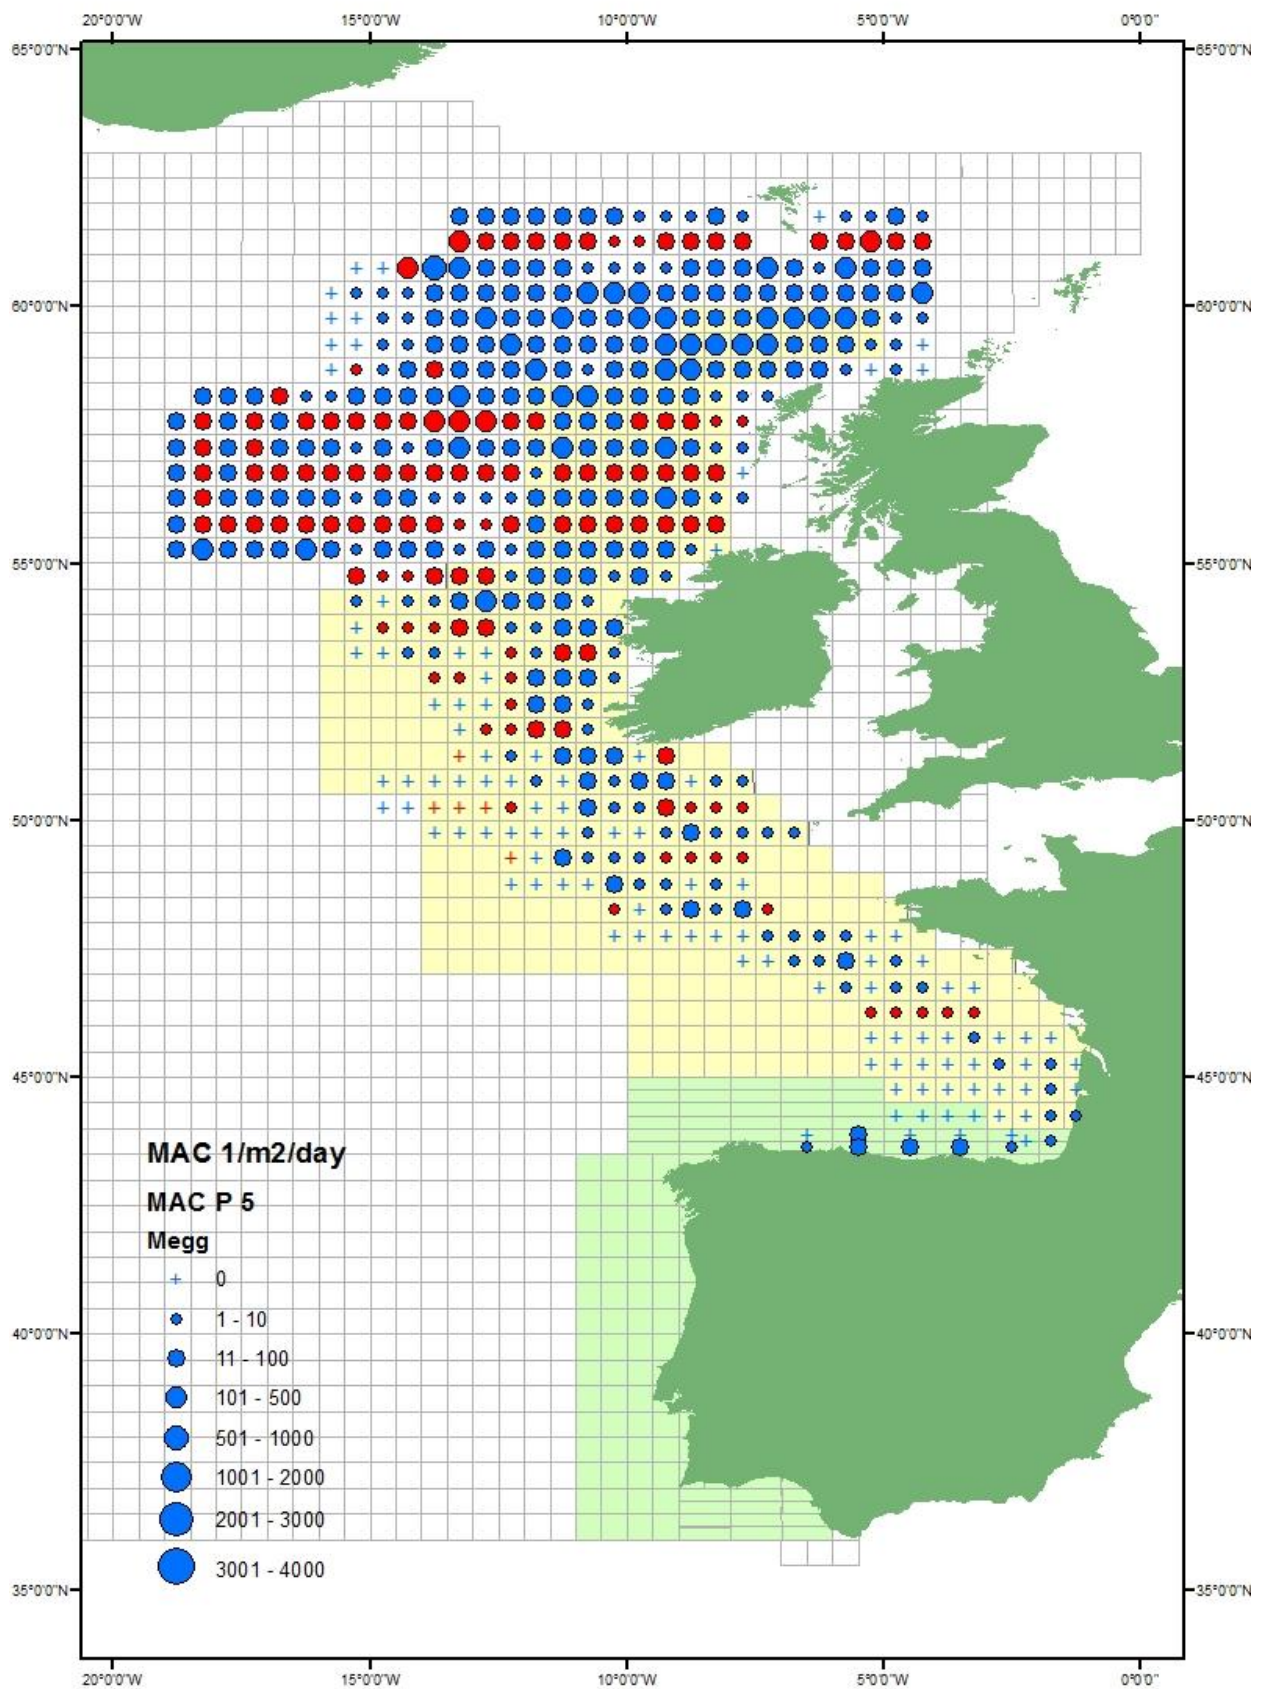 20°0'0"W 15°0'0"W 10°0'0"W 5°0'0"W 0°0'0"
65°0'0"N 65°0'0"N
60°0'0"N 60°0'0"N
55°0'0"N 55°0'0"N
50°0'0"N 50°0'0"N
45°0'0"N 45°0'0"N
MAC 1/m2/day
MAC P 5
Megg
0
1 - 10
40°0'0"N 40°0'0"N
11 - 100
101 - 500
501 - 1000
1001 - 2000
2001 - 3000
3001 - 4000
35°0'0"N 35°0'0"N
20°0'0"W 15°0'0"W 10°0'0"W 5°0'0"W 0°0'0"